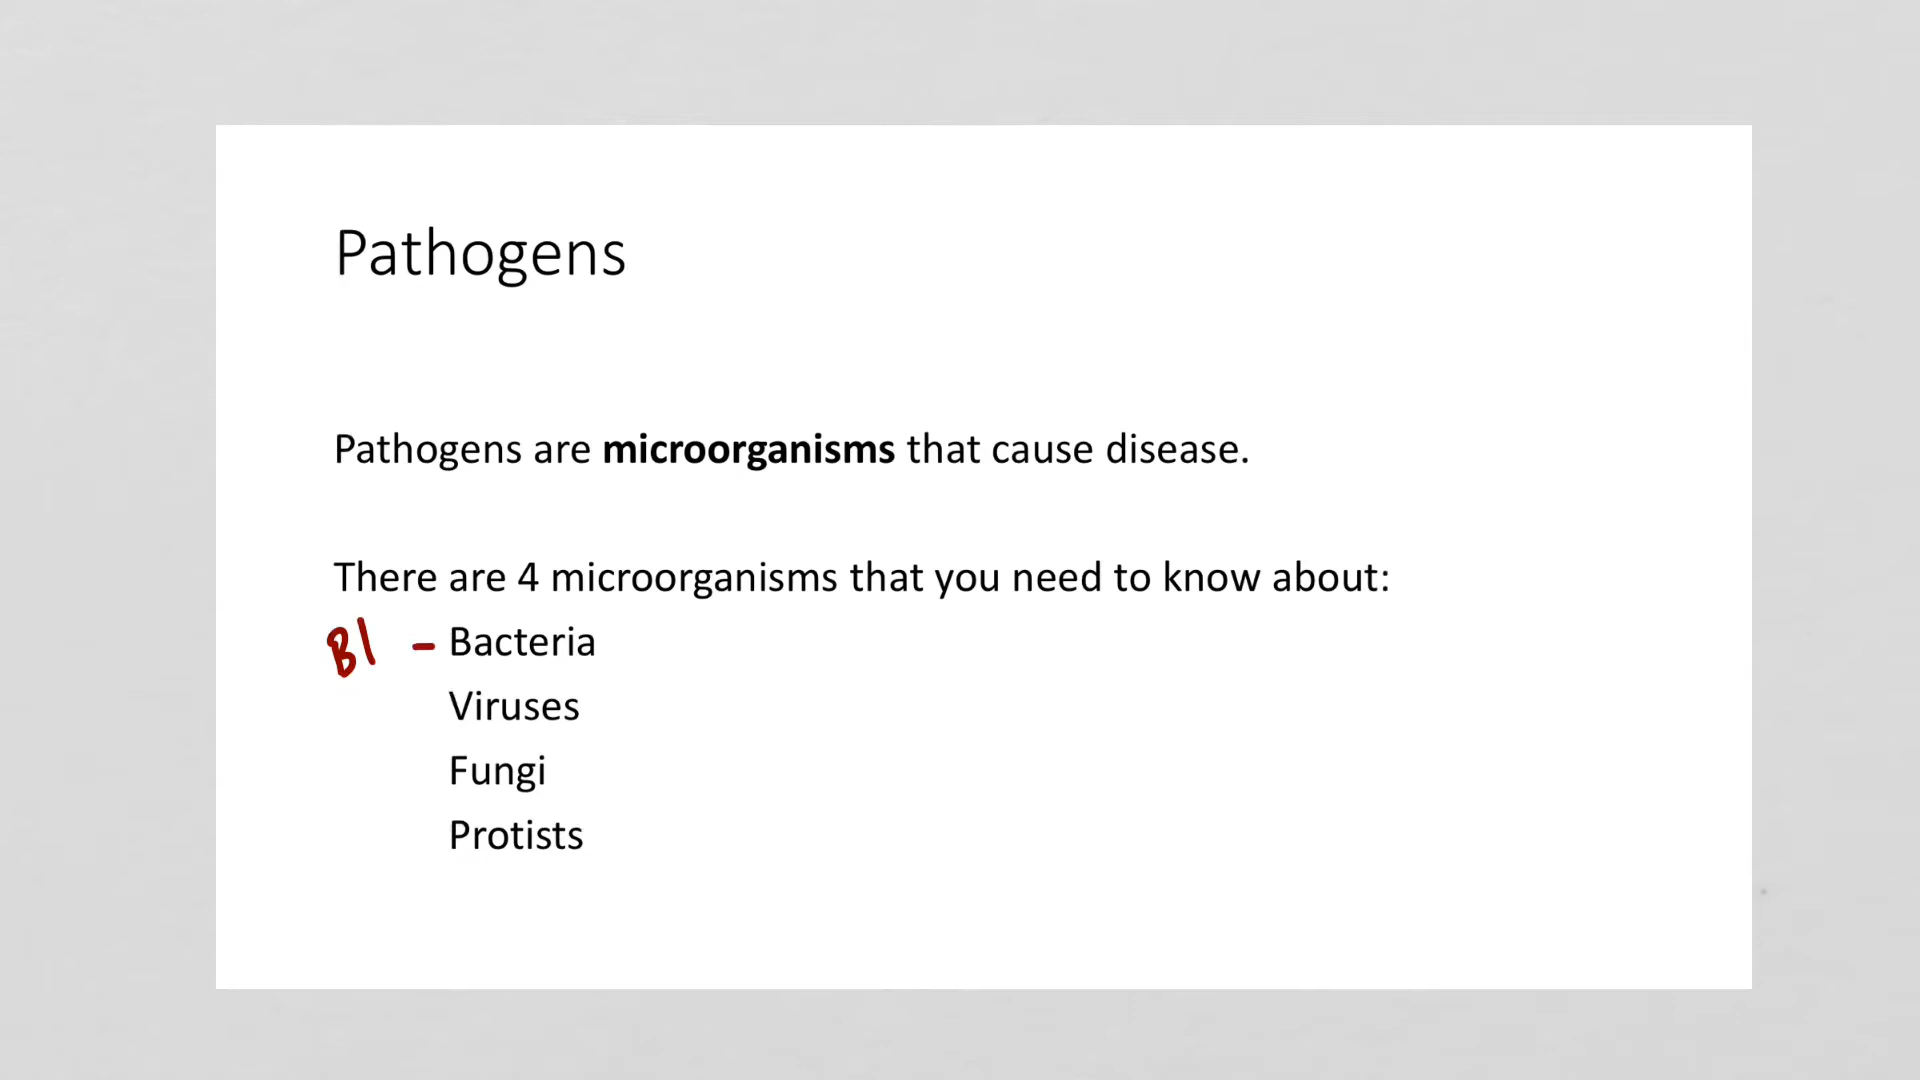 Pathogens
Pathogens are microorganisms that cause disease.
There are 4 microorganisms that you need to know about:
B1 - Bacteria
Viruses
Fungi
Protists